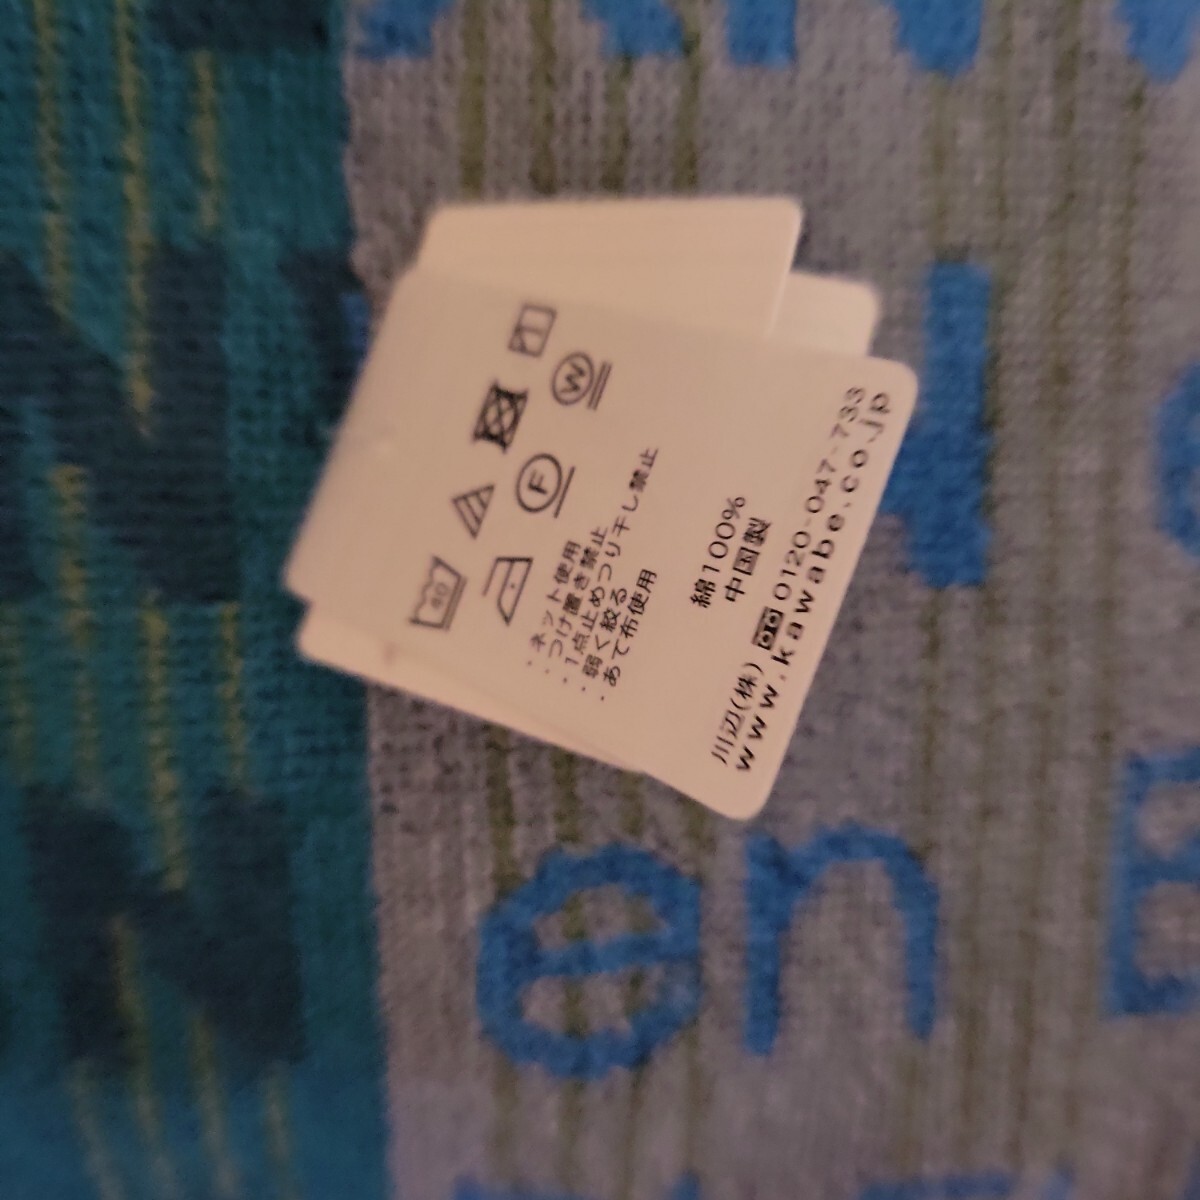 40
F
W
・ネット使用
・つけ置き禁止
・1点止めつり干し禁止
・弱く絞る
・あて布使用
綿100%
中国製
川辺(株) 0120-047-733
www.kawabe.co.jp
en